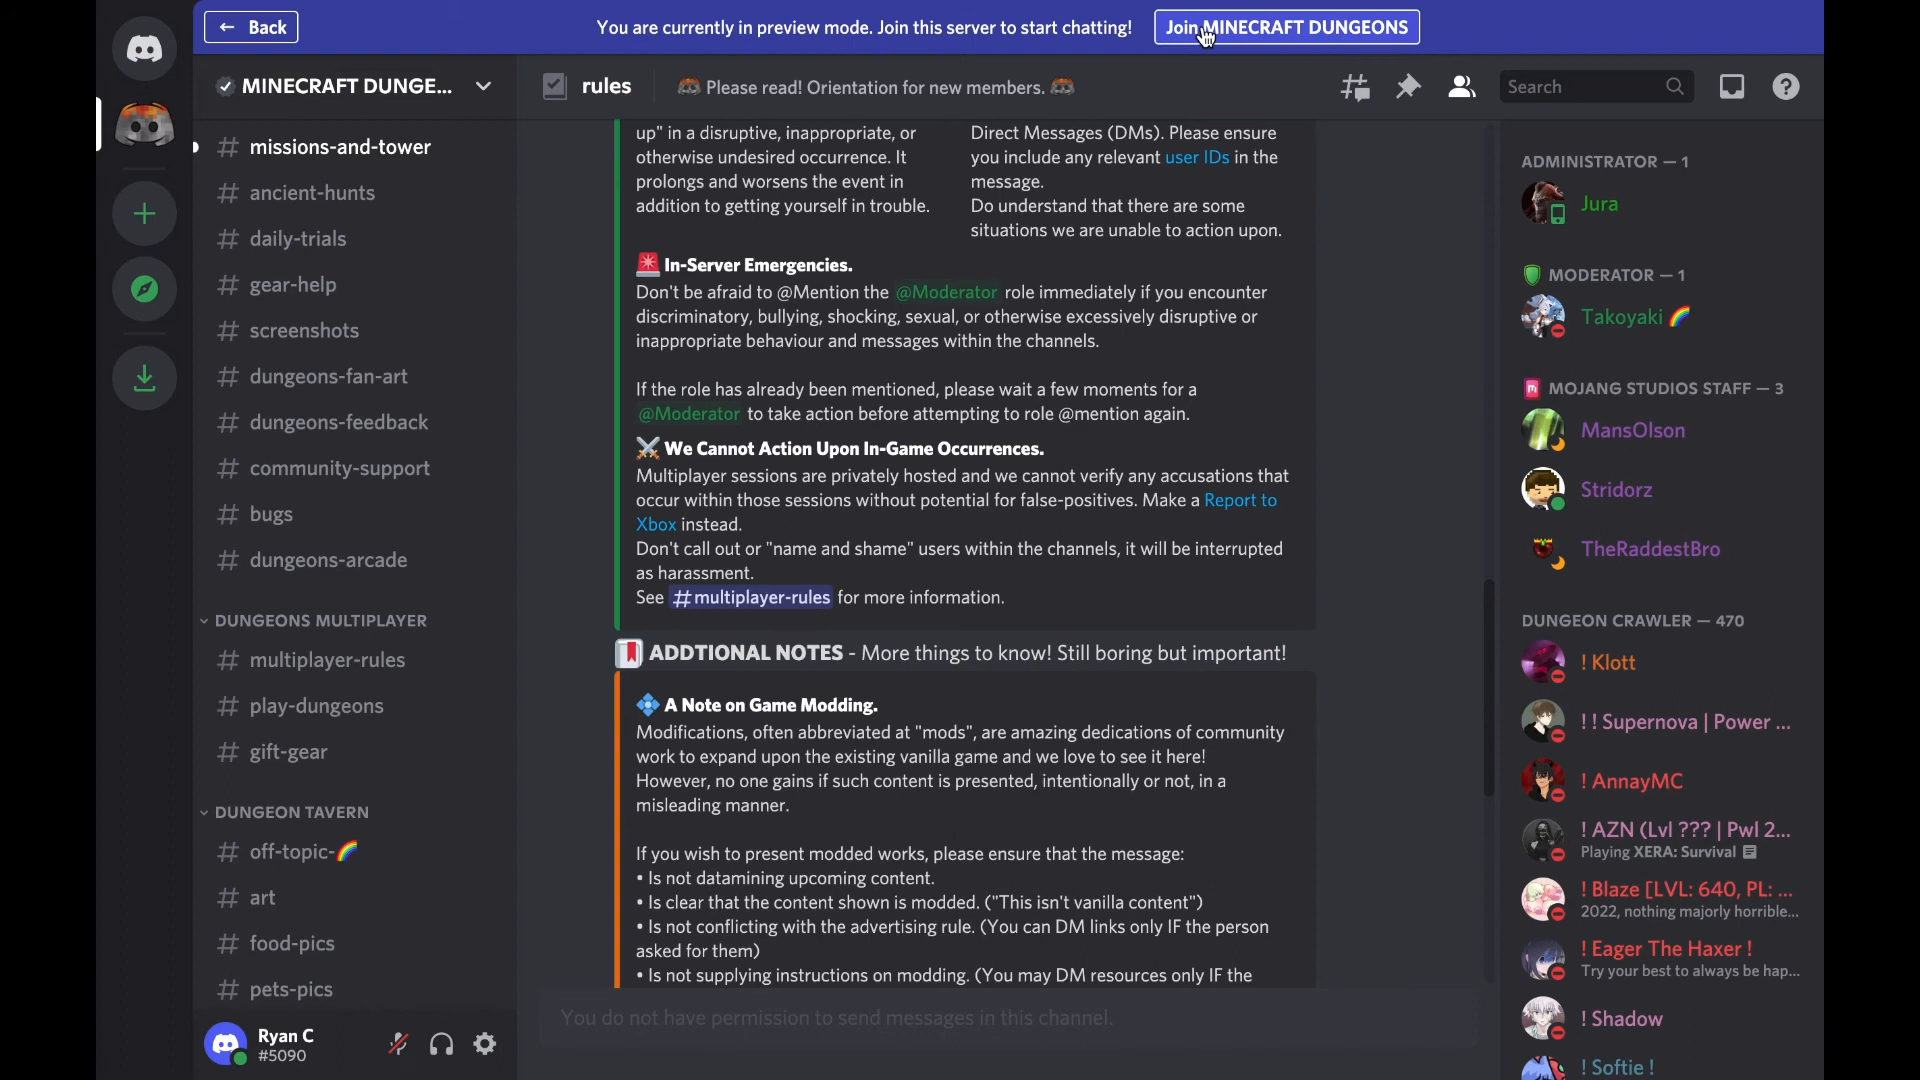 ← Back
You are currently in preview mode. Join this server to start chatting!
Join MINECRAFT DUNGEONS
MINECRAFT DUNGE...
rules
Please read! Orientation for new members.
Search
missions-and-tower
ancient-hunts
daily-trials
gear-help
screenshots
dungeons-fan-art
dungeons-feedback
community-support
bugs
dungeons-arcade
DUNGEONS MULTIPLAYER
multiplayer-rules
play-dungeons
gift-gear
DUNGEON TAVERN
off-topic-🌈
art
food-pics
pets-pics
Ryan C
#5090
up" in a disruptive, inappropriate, or
otherwise undesired occurrence. It
prolongs and worsens the event in
addition to getting yourself in trouble.
Direct Messages (DMs). Please ensure
you include any relevant user IDs in the
message.
Do understand that there are some
situations we are unable to action upon.
🚨 In-Server Emergencies.
Don't be afraid to @Mention the @Moderator role immediately if you encounter
discriminatory, bullying, shocking, sexual, or otherwise excessively disruptive or
inappropriate behaviour and messages within the channels.
If the role has already been mentioned, please wait a few moments for a
@Moderator to take action before attempting to role @mention again.
⚔️ We Cannot Action Upon In-Game Occurrences.
Multiplayer sessions are privately hosted and we cannot verify any accusations that
occur within those sessions without potential for false-positives. Make a Report to
Xbox instead.
Don't call out or "name and shame" users within the channels, it will be interrupted
as harassment.
See #multiplayer-rules for more information.
ADDTIONAL NOTES - More things to know! Still boring but important!
💠 A Note on Game Modding.
Modifications, often abbreviated at "mods", are amazing dedications of community
work to expand upon the existing vanilla game and we love to see it here!
However, no one gains if such content is presented, intentionally or not, in a
misleading manner.
If you wish to present modded works, please ensure that the message:
• Is not datamining upcoming content.
• Is clear that the content shown is modded. ("This isn't vanilla content")
• Is not conflicting with the advertising rule. (You can DM links only IF the person
asked for them)
• Is not supplying instructions on modding. (You may DM resources only IF the
You do not have permission to send messages in this channel.
ADMINISTRATOR — 1
Jura
MODERATOR — 1
Takoyaki 🌈
MOJANG STUDIOS STAFF — 3
MansOlson
Stridorz
TheRaddestBro
DUNGEON CRAWLER — 470
! Klott
! ! Supernova | Power ...
! AnnayMC
! AZN (Lvl ??? | Pwl 2...
Playing XERA: Survival
! Blaze [LVL: 640, PL: ...
2022, nothing majorly horrible...
! Eager The Haxer !
Try your best to always be hap...
! Shadow
! Softie !